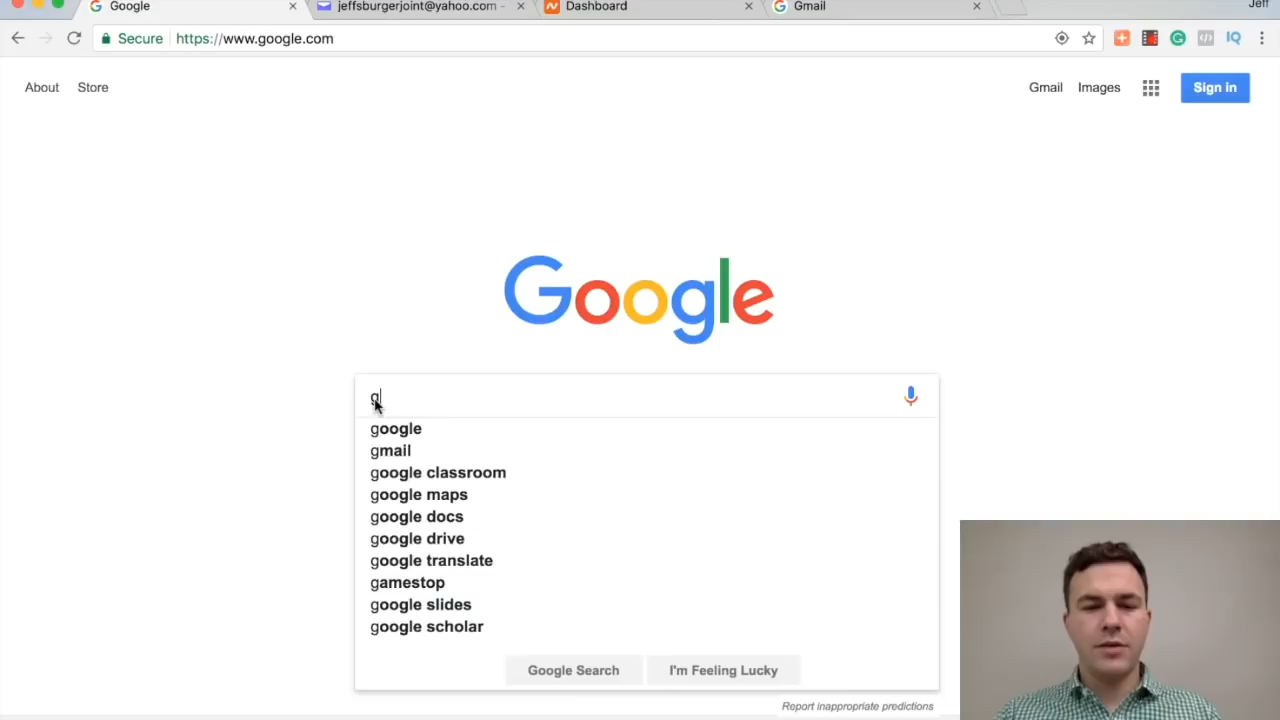 Google
jeffsburgerjoint@yahoo.com -
Dashboard
Gmail
Jeff
Secure
https://www.google.com
IQ
About
Store
Gmail
Images
Sign in
Google
g
google
gmail
google classroom
google maps
google docs
google drive
google translate
gamestop
google slides
google scholar
Google Search
I'm Feeling Lucky
Report inappropriate predictions